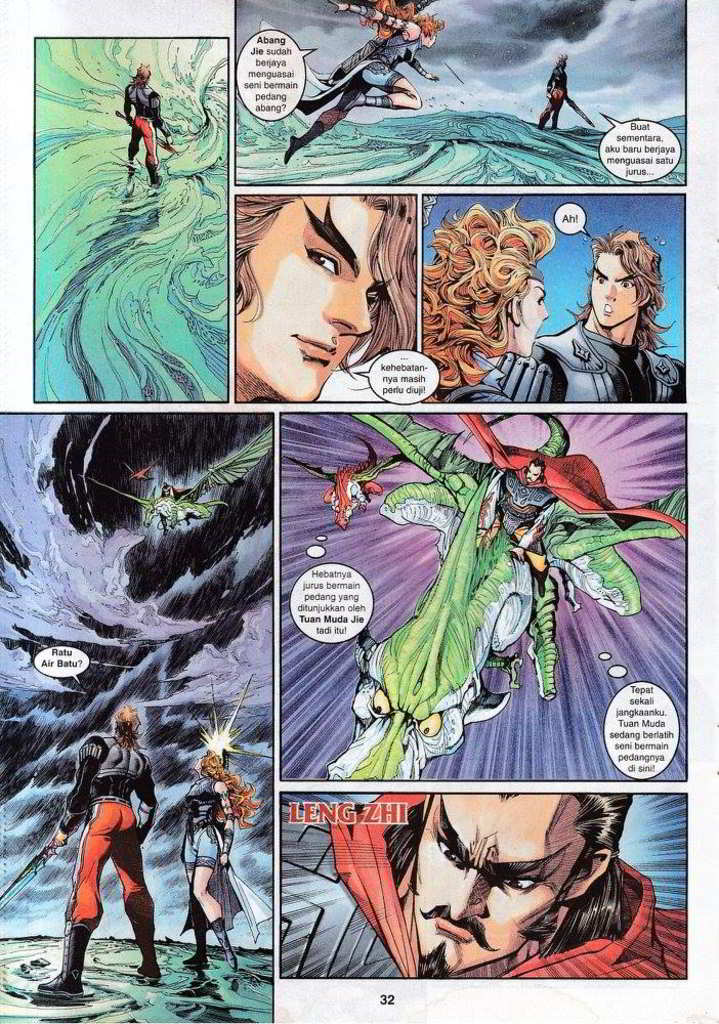 Abang
Jie sudah
berjaya
menguasai
seni bermain
pedang
abang?
Buat
sementara,
aku baru berjaya
menguasai satu
jurus...
...
kehebatan-
nya masih
perlu diuji!
Ah!
Ratu
Air Batu?
Hebatnya
jurus bermain
pedang yang
ditunjukkan oleh
Tuan Muda Jie
tadi itu!
Tepat
sekali
jangkaanku.
Tuan Muda
sedang berlatih
seni bermain
pedangnya
di sini!
LENG ZHI
32